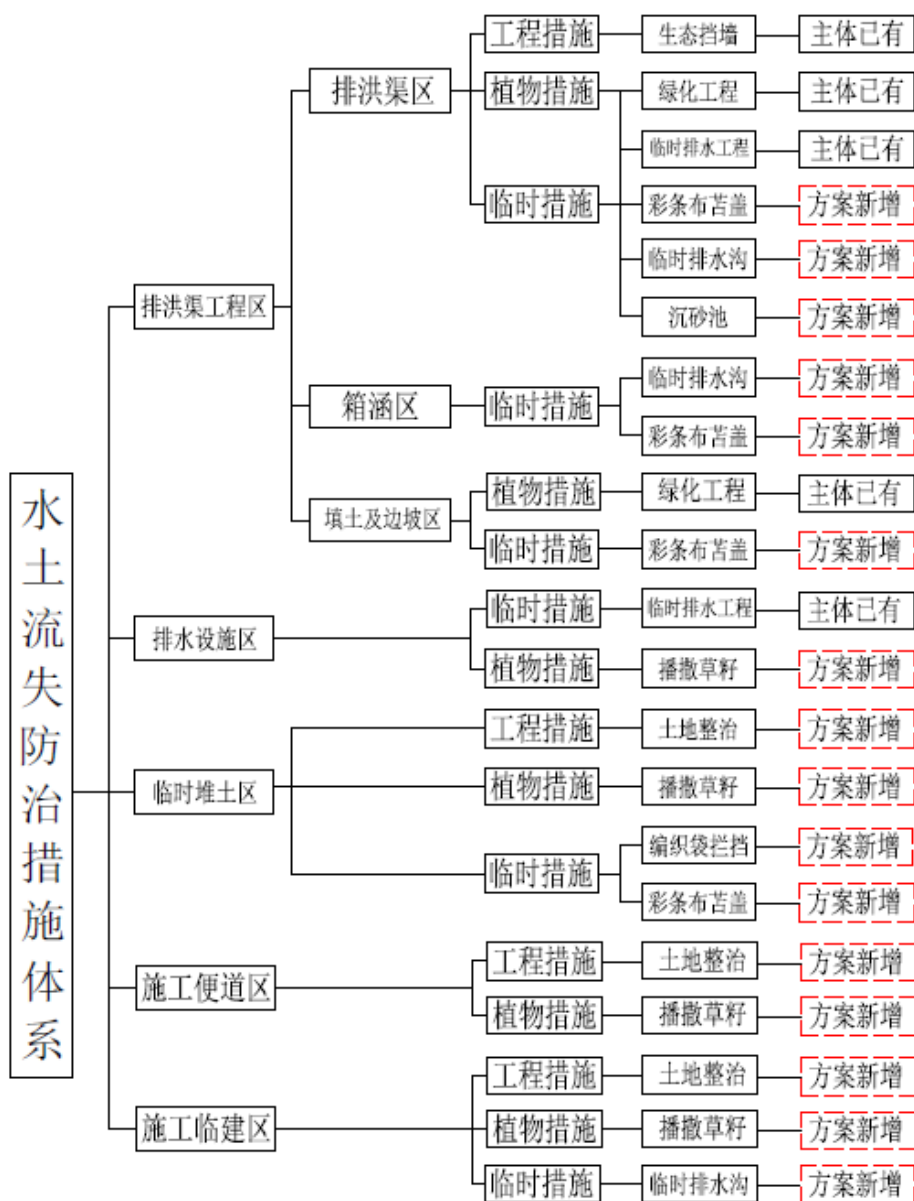 水土流失防治措施体系
排洪渠工程区
排洪渠区
工程措施
生态挡墙
主体已有
植物措施
绿化工程
主体已有
临时措施
临时排水工程
主体已有
彩条布苫盖
方案新增
临时排水沟
方案新增
沉砂池
方案新增
箱涵区
临时措施
临时排水沟
方案新增
彩条布苫盖
方案新增
填土及边坡区
植物措施
绿化工程
主体已有
临时措施
彩条布苫盖
方案新增
排水设施区
临时措施
临时排水工程
主体已有
植物措施
播撒草籽
方案新增
临时堆土区
工程措施
土地整治
方案新增
植物措施
播撒草籽
方案新增
临时措施
编织袋拦挡
方案新增
彩条布苫盖
方案新增
施工便道区
工程措施
土地整治
方案新增
植物措施
播撒草籽
方案新增
施工临建区
工程措施
土地整治
方案新增
植物措施
播撒草籽
方案新增
临时措施
临时排水沟
方案新增